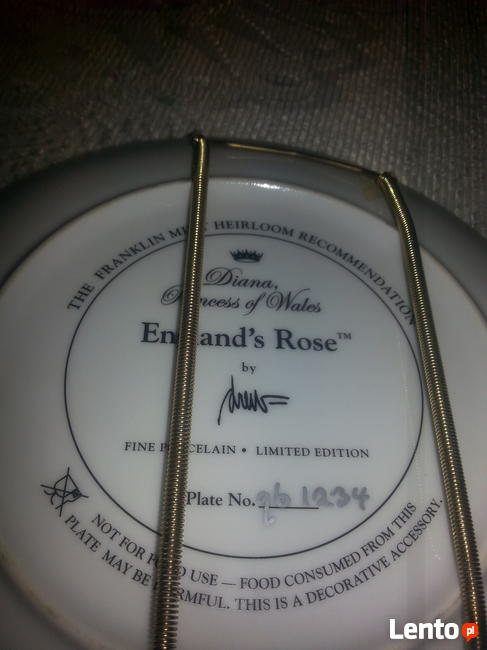 THE FRANKLIN MINT HEIRLOOM RECOMMENDATION
Diana,
Princess of Wales
England's Rose™
by
FINE PORCELAIN • LIMITED EDITION
Plate No. 1234
NOT FOR FOOD USE — FOOD CONSUMED FROM THIS
PLATE MAY BE HARMFUL. THIS IS A DECORATIVE ACCESSORY.
Lento pl